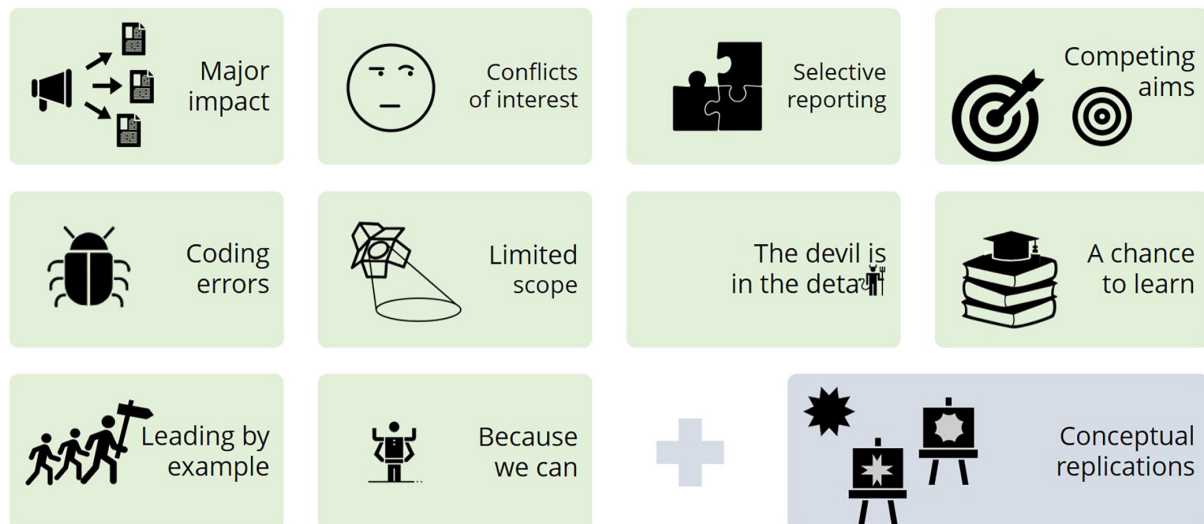 Major
impact
Conflicts
of interest
Selective
reporting
Competing
aims
Coding
errors
Limited
scope
The devil is
in the deta
A chance
to learn
Leading by
example
Because
we can
Conceptual
replications